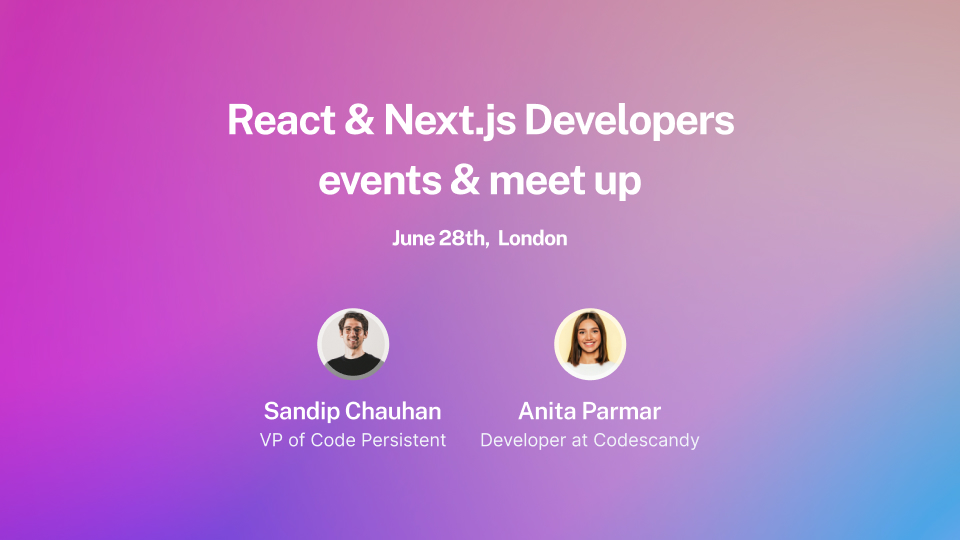 React & Next.js Developers
events & meet up
June 28th, London
Sandip Chauhan
VP of Code Persistent
Anita Parmar
Developer at Codescandy